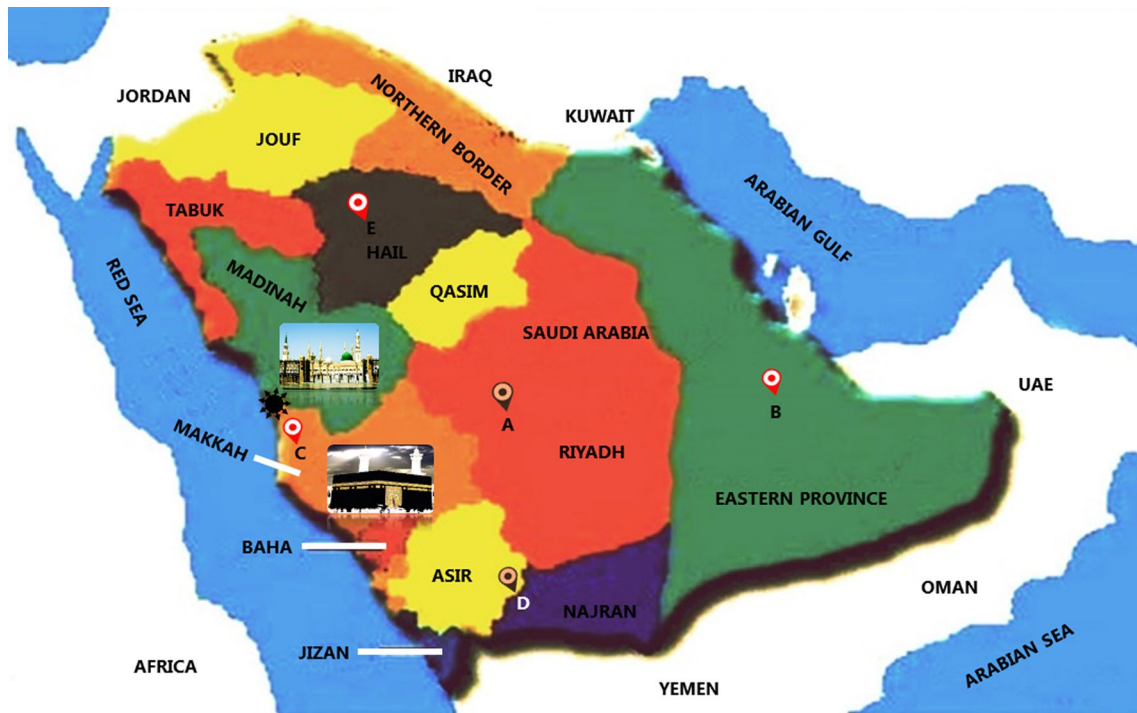 IRAQ
JORDAN
KUWAIT
NORTHERN BORDER
JOUF
ARABIAN GULF
TABUK
E
HAIL
MADINAH
RED SEA
QASIM
SAUDI ARABIA
UAE
A
B
MAKKAH
C
RIYADH
EASTERN PROVINCE
BAHA
ASIR
D
NAJRAN
OMAN
JIZAN
ARABIAN SEA
AFRICA
YEMEN